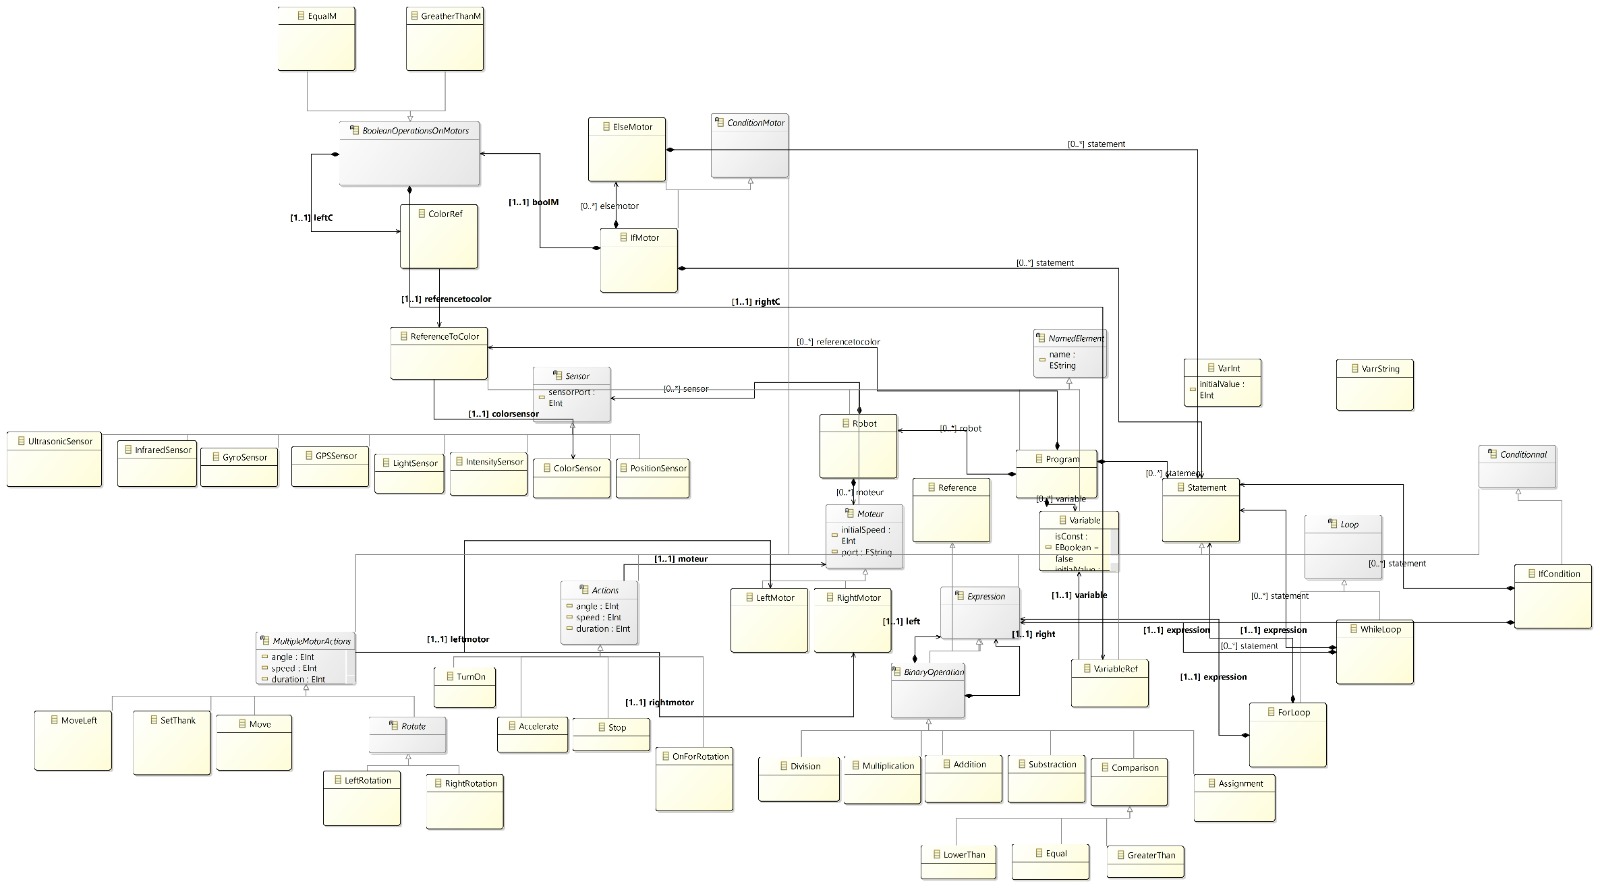 EqualM
GreatherThanM
BooleanOperationsOnMotors
ElseMotor
ConditionMotor
[0..*] statement
[1..1] leftC
[1..1] boolM
[0..*] elsemotor
ColorRef
IfMotor
[0..*] statement
[1..1] referencetocolor
[1..1] rightC
ReferenceToColor
[0..*] referencetocolor
NamedElement
name :
EString
VarInt
initialValue :
EInt
VarrString
Sensor
sensorPort :
EInt
[0..*] sensor
[1..1] colorsensor
Robot
[0..*] robot
UltrasonicSensor
InfraredSensor
GyroSensor
GPSSensor
LightSensor
IntensitySensor
ColorSensor
PositionSensor
Program
Conditionnal
[0..*] statement
[0..*] moteur
Reference
[0..*] variable
Statement
Moteur
initialSpeed :
EInt
port : EString
Variable
isConst :
EBoolean =
false
initialValue :
Loop
[1..1] moteur
[0..*] statement
IfCondition
Actions
angle : EInt
speed : EInt
duration : EInt
LeftMotor
RightMotor
Expression
[1..1] variable
[0..*] statement
[1..1] left
[1..1] right
[1..1] expression
[1..1] expression
WhileLoop
MultipleMotorActions
angle : EInt
speed : EInt
duration : EInt
[1..1] leftmotor
[0..*] statement
TurnOn
BinaryOperation
VariableRef
[1..1] expression
[1..1] rightmotor
MoveLeft
SetThank
Move
Rotate
Accelerate
Stop
ForLoop
OnForRotation
LeftRotation
RightRotation
Division
Multiplication
Addition
Substraction
Comparison
Assignment
LowerThan
Equal
GreaterThan